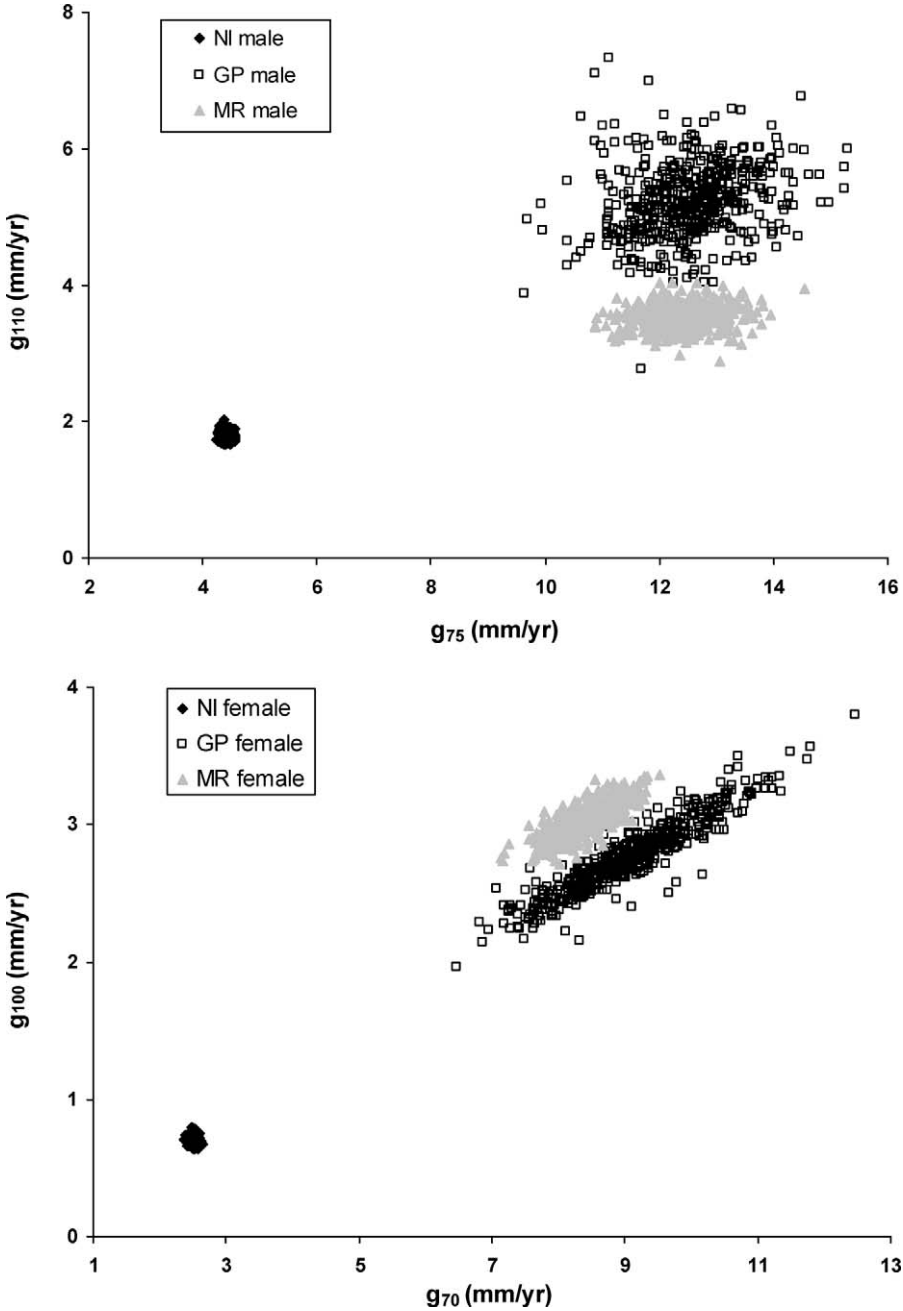 8
NI male
GP male
MR male
6
g110 (mm/yr)
4
2
0
2 4 6 8 10 12 14 16
g75 (mm/yr)
4
NI female
GP female
MR female
3
g100 (mm/yr)
2
1
0
1 3 5 7 9 11 13
g70 (mm/yr)